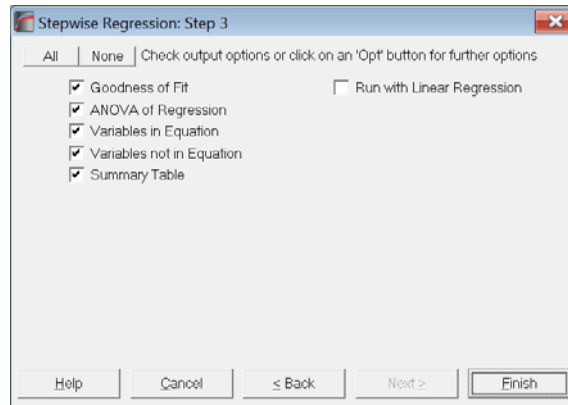 Stepwise Regression: Step 3
All None Check output options or click on an 'Opt' button for further options
Goodness of Fit Run with Linear Regression
ANOVA of Regression
Variables in Equation
Variables not in Equation
Summary Table
Help Cancel < Back Next > Finish